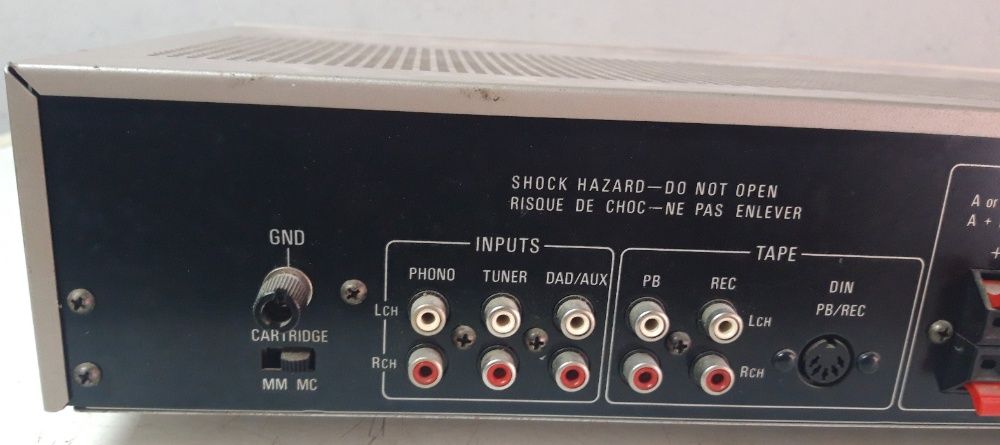 SHOCK HAZARD—DO NOT OPEN
RISQUE DE CHOC—NE PAS ENLEVER
GND
CARTRIDGE
MM MC
INPUTS
PHONO TUNER DAD/AUX
LCH
RCH
TAPE
PB REC DIN
PB/REC
LCH
RCH
A or
A +
+